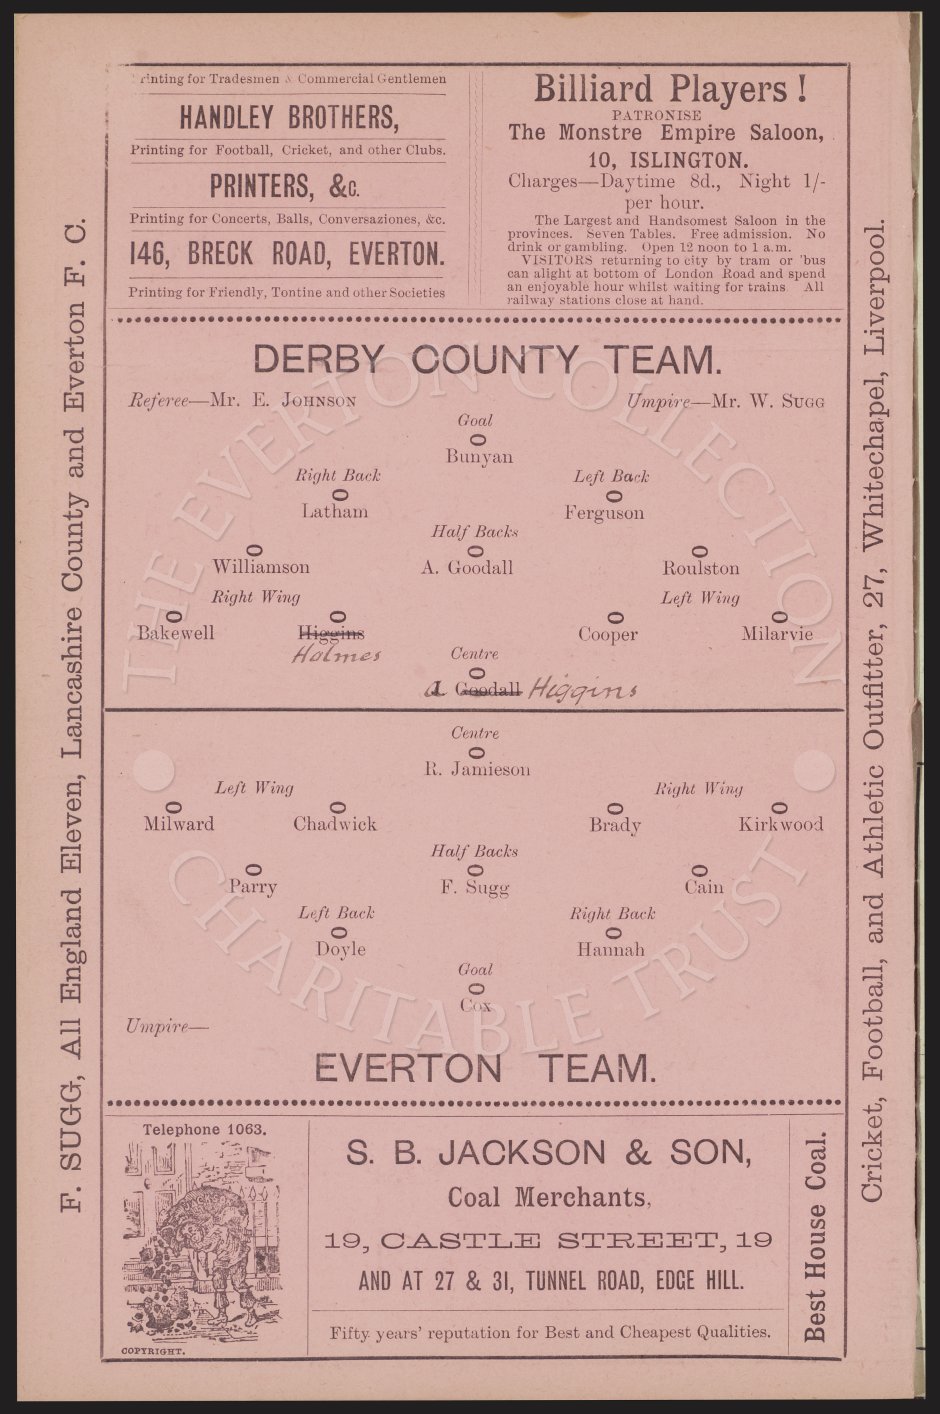 rinting for Tradesmen & Commercial Gentlemen
HANDLEY BROTHERS,
Printing for Football, Cricket, and other Clubs.
PRINTERS, &c.
Printing for Concerts, Balls, Conversaziones, &c.
146, BRECK ROAD, EVERTON.
Printing for Friendly, Tontine and other Societies
Billiard Players!
PATRONISE
The Monstre Empire Saloon,
10, ISLINGTON.
Charges—Daytime 8d., Night 1/-
per hour.
The Largest and Handsomest Saloon in the
provinces. Seven Tables. Free admission. No
drink or gambling. Open 12 noon to 1 a.m.
VISITORS returning to city by tram or 'bus
can alight at bottom of London Road and spend
an enjoyable hour whilst waiting for trains All
railway stations close at hand.
F. SUGG, All England Eleven, Lancashire County and Everton F. C.
DERBY COUNTY TEAM.
Referee—Mr. E. JOHNSON Umpire—Mr. W. SUGG
Goal
O
Bunyan
Right Back Left Back
O O
Latham Ferguson
Half Backs
O O O
Williamson A. Goodall Roulston
Right Wing Left Wing
O O O O
Bakewell Higgins Cooper Milarvie
Holmes
Centre
O
J. Goodall Higgins
Centre
O
R. Jamieson
Left Wing Right Wing
O O O O
Milward Chadwick Brady Kirkwood
Half Backs
O O O
Parry F. Sugg Cain
Left Back Right Back
O O
Doyle Hannah
Goal
O
Cox
Umpire—
EVERTON TEAM.
THE EVERTON COLLECTION
CHARITABLE TRUST
Cricket, Football, and Athletic Outfitter, 27, Whitechapel, Liverpool.
Telephone 1063.
JACKSON
COPYRIGHT.
S. B. JACKSON & SON,
Coal Merchants,
19, CASTLE STREET, 19
AND AT 27 & 31, TUNNEL ROAD, EDGE HILL.
Fifty years' reputation for Best and Cheapest Qualities.
Best House Coal.